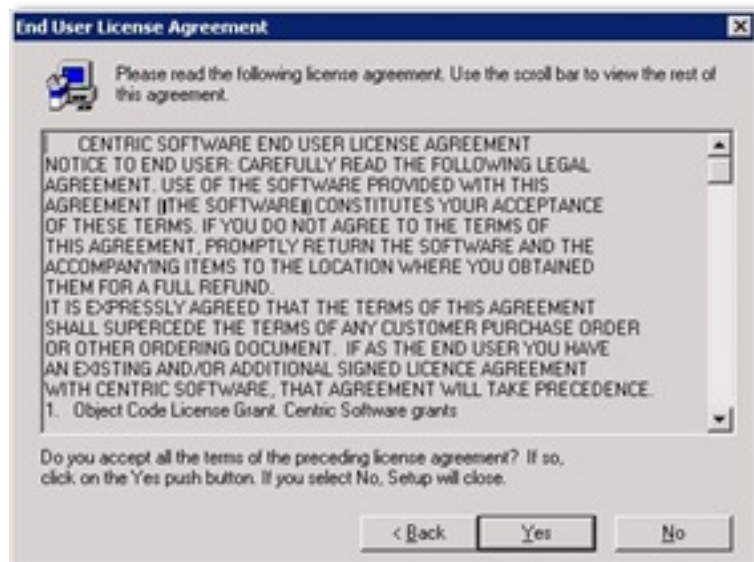 End User License Agreement
Please read the following license agreement. Use the scroll bar to view the rest of
this agreement.
CENTRIC SOFTWARE END USER LICENSE AGREEMENT
NOTICE TO END USER: CAREFULLY READ THE FOLLOWING LEGAL
AGREEMENT. USE OF THE SOFTWARE PROVIDED WITH THIS
AGREEMENT (THE SOFTWARE) CONSTITUTES YOUR ACCEPTANCE
OF THESE TERMS. IF YOU DO NOT AGREE TO THE TERMS OF
THIS AGREEMENT, PROMPTLY RETURN THE SOFTWARE AND THE
ACCOMPANYING ITEMS TO THE LOCATION WHERE YOU OBTAINED
THEM FOR A FULL REFUND.
IT IS EXPRESSLY AGREED THAT THE TERMS OF THIS AGREEMENT
SHALL SUPERCEDE THE TERMS OF ANY CUSTOMER PURCHASE ORDER
OR OTHER ORDERING DOCUMENT. IF AS THE END USER YOU HAVE
AN EXISTING AND/OR ADDITIONAL SIGNED LICENCE AGREEMENT
WITH CENTRIC SOFTWARE, THAT AGREEMENT WILL TAKE PRECEDENCE.
1. Object Code License Grant. Centric Software grants
Do you accept all the terms of the preceding license agreement? If so,
click on the Yes push button. If you select No, Setup will close.
< Back
Yes
No